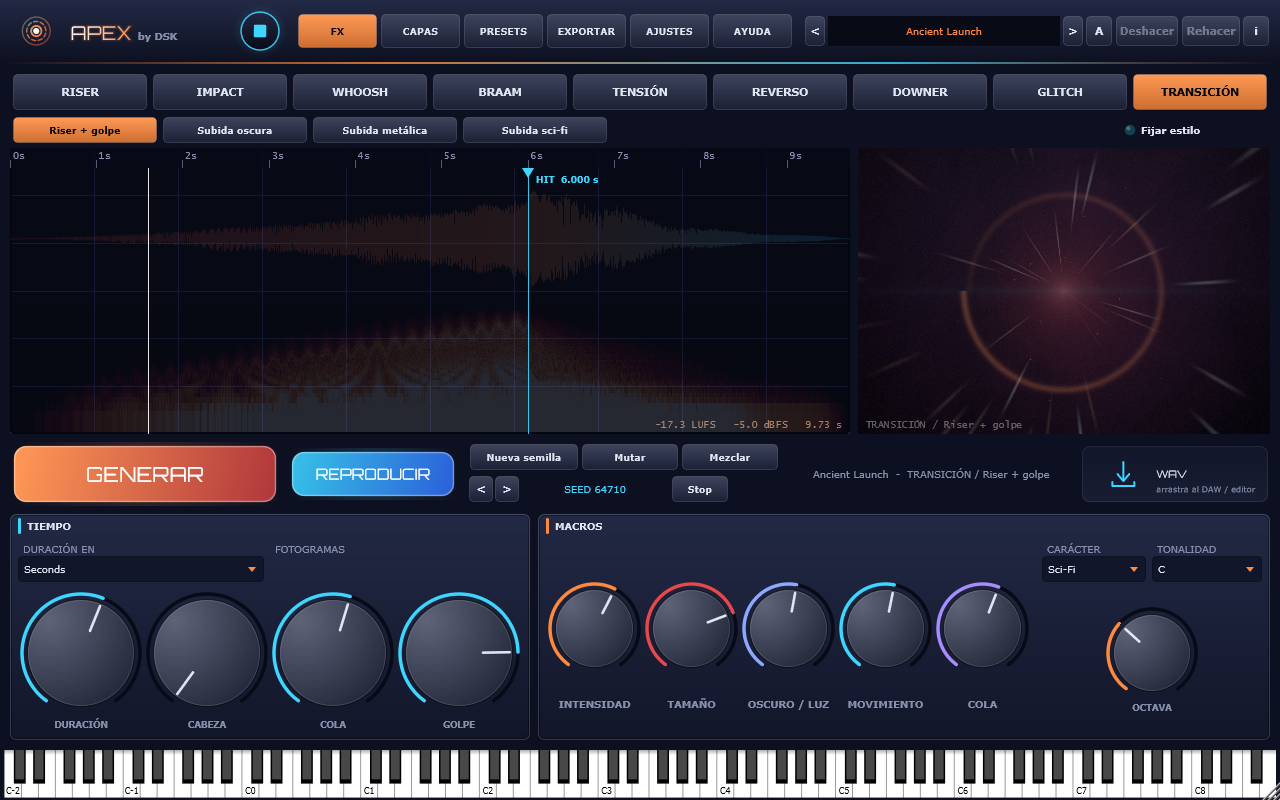 APEX by DSK
FX CAPAS PRESETS EXPORTAR AJUSTES AYUDA < Ancient Launch > A Deshacer Rehacer i
RISER IMPACT WHOOSH BRAAM TENSIÓN REVERSO DOWNER GLITCH TRANSICIÓN
Riser + golpe Subida oscura Subida metálica Subida sci-fi Fijar estilo
0s 1s 2s 3s 4s 5s 6s 7s 8s 9s
HIT 6.000 s
-17.3 LUFS -5.0 dBFS 9.73 s
TRANSICIÓN / Riser + golpe
GENERAR REPRODUCIR
Nueva semilla Mutar Mezclar
< > SEED 64710 Stop
Ancient Launch - TRANSICIÓN / Riser + golpe
WAV
arrastra al DAW / editor
TIEMPO
DURACIÓN EN FOTOGRAMAS
Seconds
DURACIÓN CABEZA COLA GOLPE
MACROS
CARÁCTER TONALIDAD
Sci-Fi C
INTENSIDAD TAMAÑO OSCURO / LUZ MOVIMIENTO COLA OCTAVA
C-2 C-1 C0 C1 C2 C3 C4 C5 C6 C7 C8